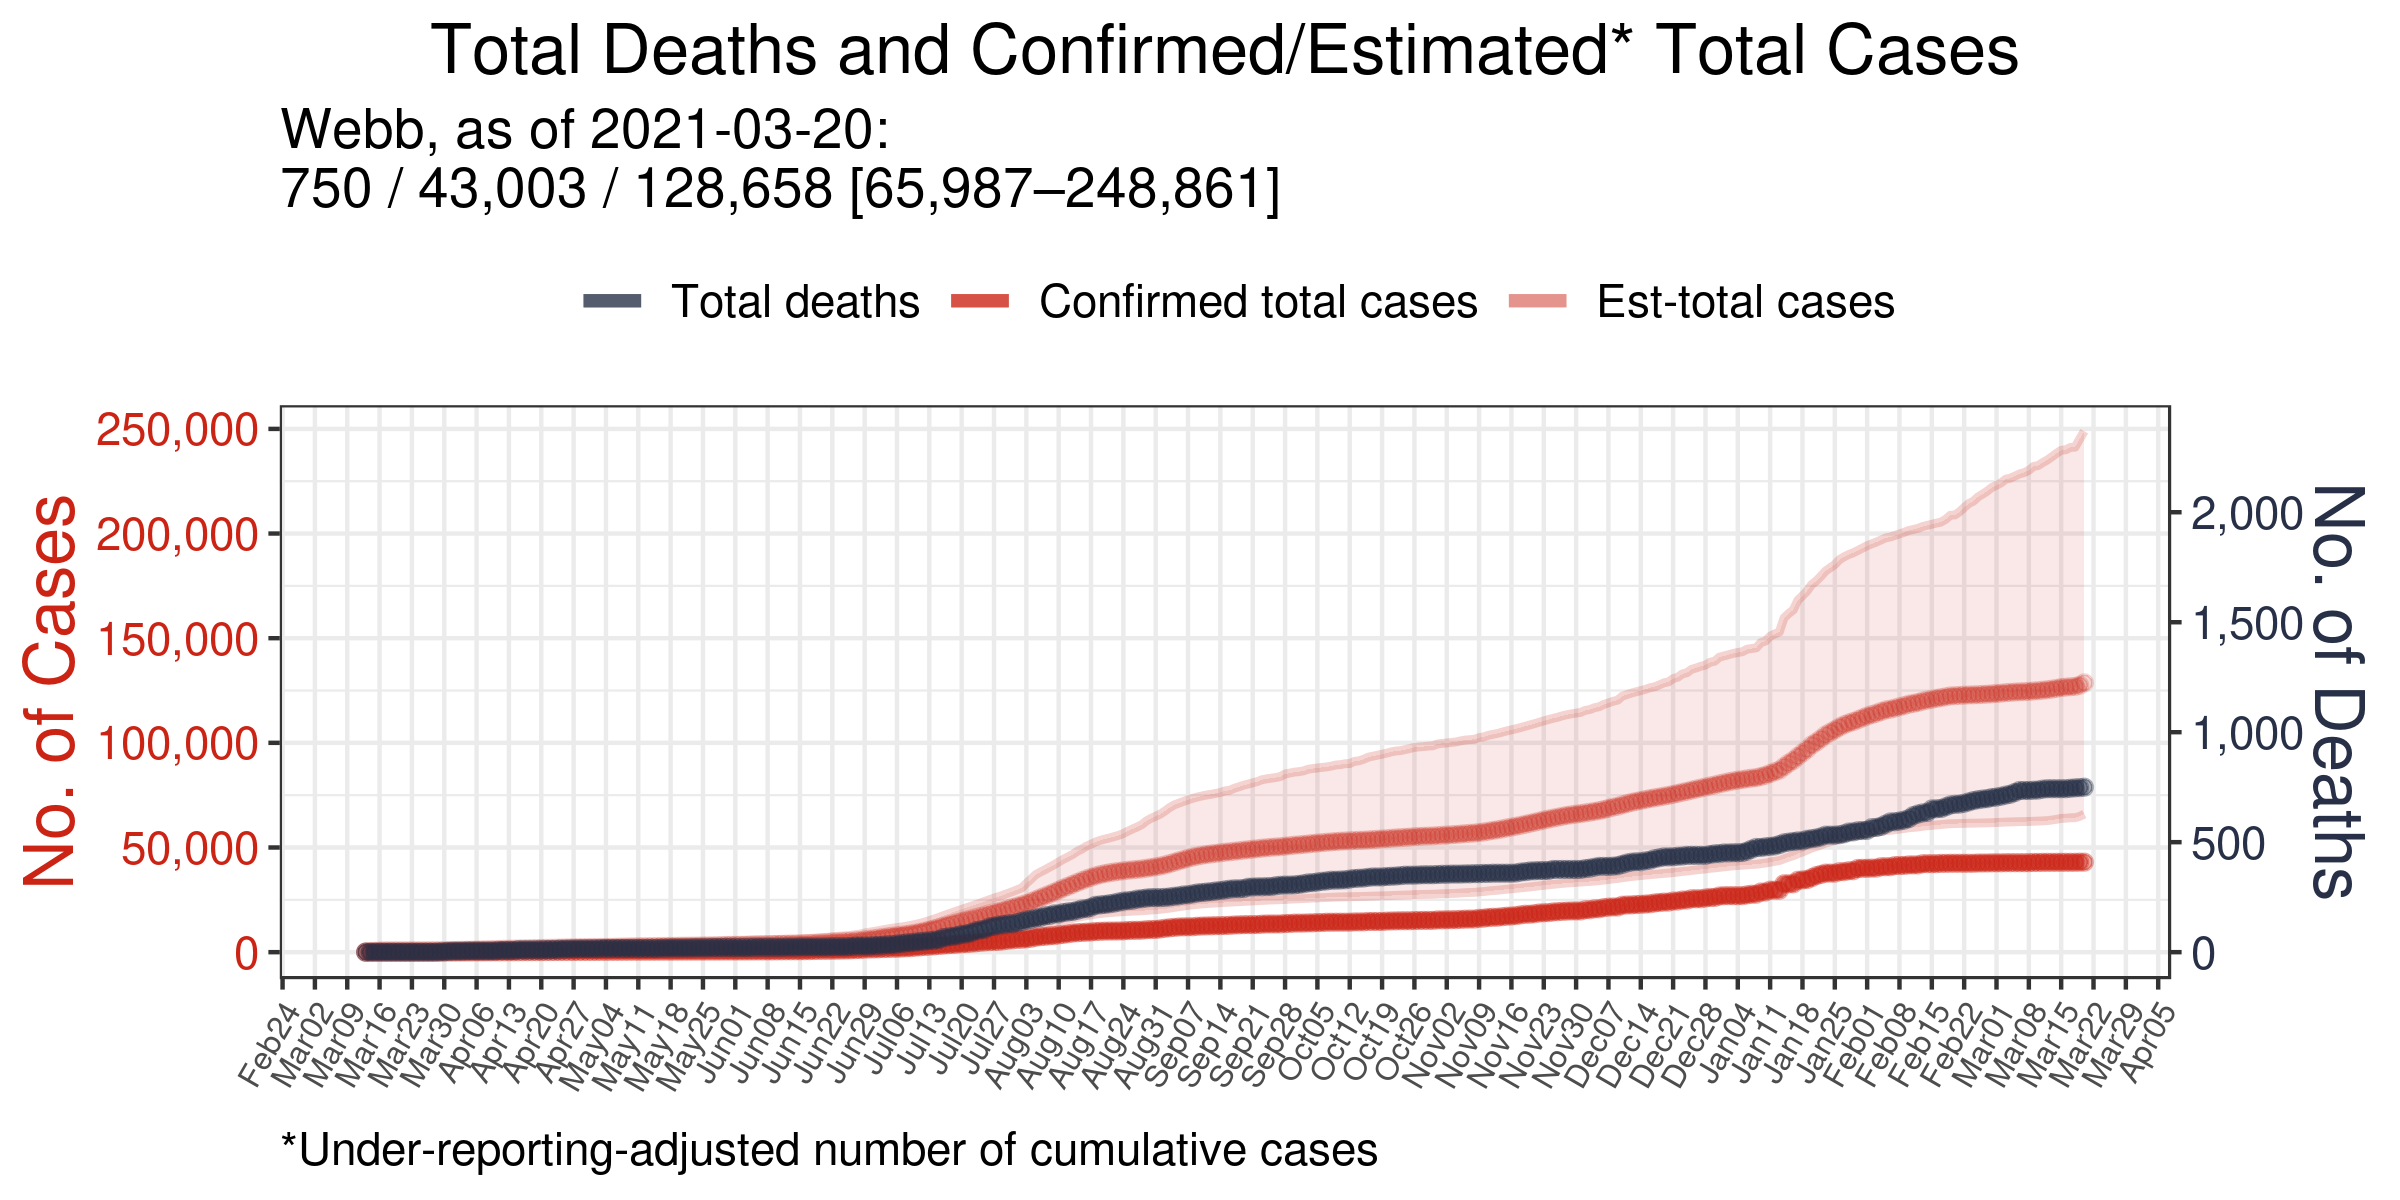 Total Deaths and Confirmed/Estimated* Total Cases
Webb, as of 2021-03-20:
750 / 43,003 / 128,658 [65,987–248,861]
Total deaths
Confirmed total cases
Est-total cases
No. of Cases
250,000
200,000
150,000
100,000
50,000
0
2,000
1,500
1,000
500
0
No. of Deaths
Feb24
Mar02
Mar09
Mar16
Mar23
Mar30
Apr06
Apr13
Apr20
Apr27
May04
May11
May18
May25
Jun01
Jun08
Jun15
Jun22
Jun29
Jul06
Jul13
Jul20
Jul27
Aug03
Aug10
Aug17
Aug24
Aug31
Sep07
Sep14
Sep21
Sep28
Oct05
Oct12
Oct19
Oct26
Nov02
Nov09
Nov16
Nov23
Nov30
Dec07
Dec14
Dec21
Dec28
Jan04
Jan11
Jan18
Jan25
Feb01
Feb08
Feb15
Feb22
Mar01
Mar08
Mar15
Mar22
Mar29
Apr05
*Under-reporting-adjusted number of cumulative cases